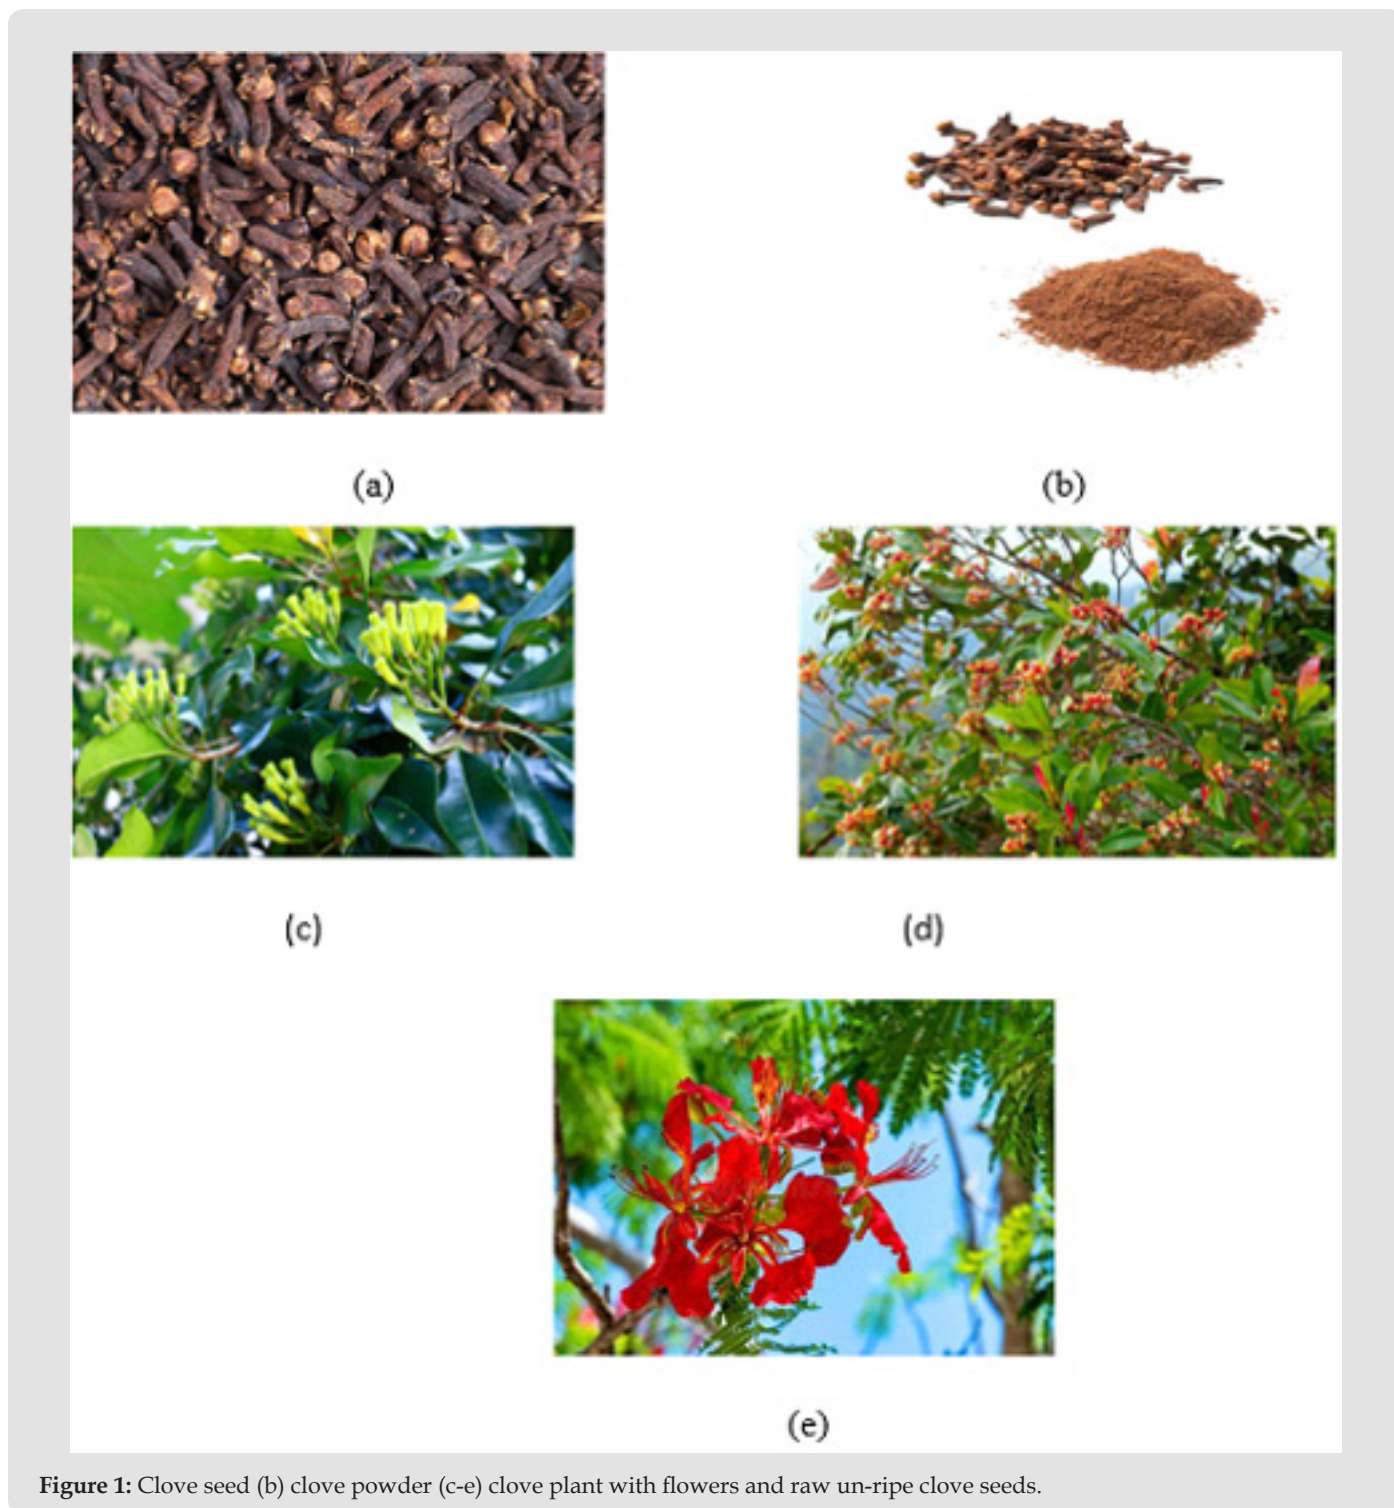 (a)
(b)
(c)
(d)
(e)
Figure 1: Clove seed (b) clove powder (c-e) clove plant with flowers and raw un-ripe clove seeds.